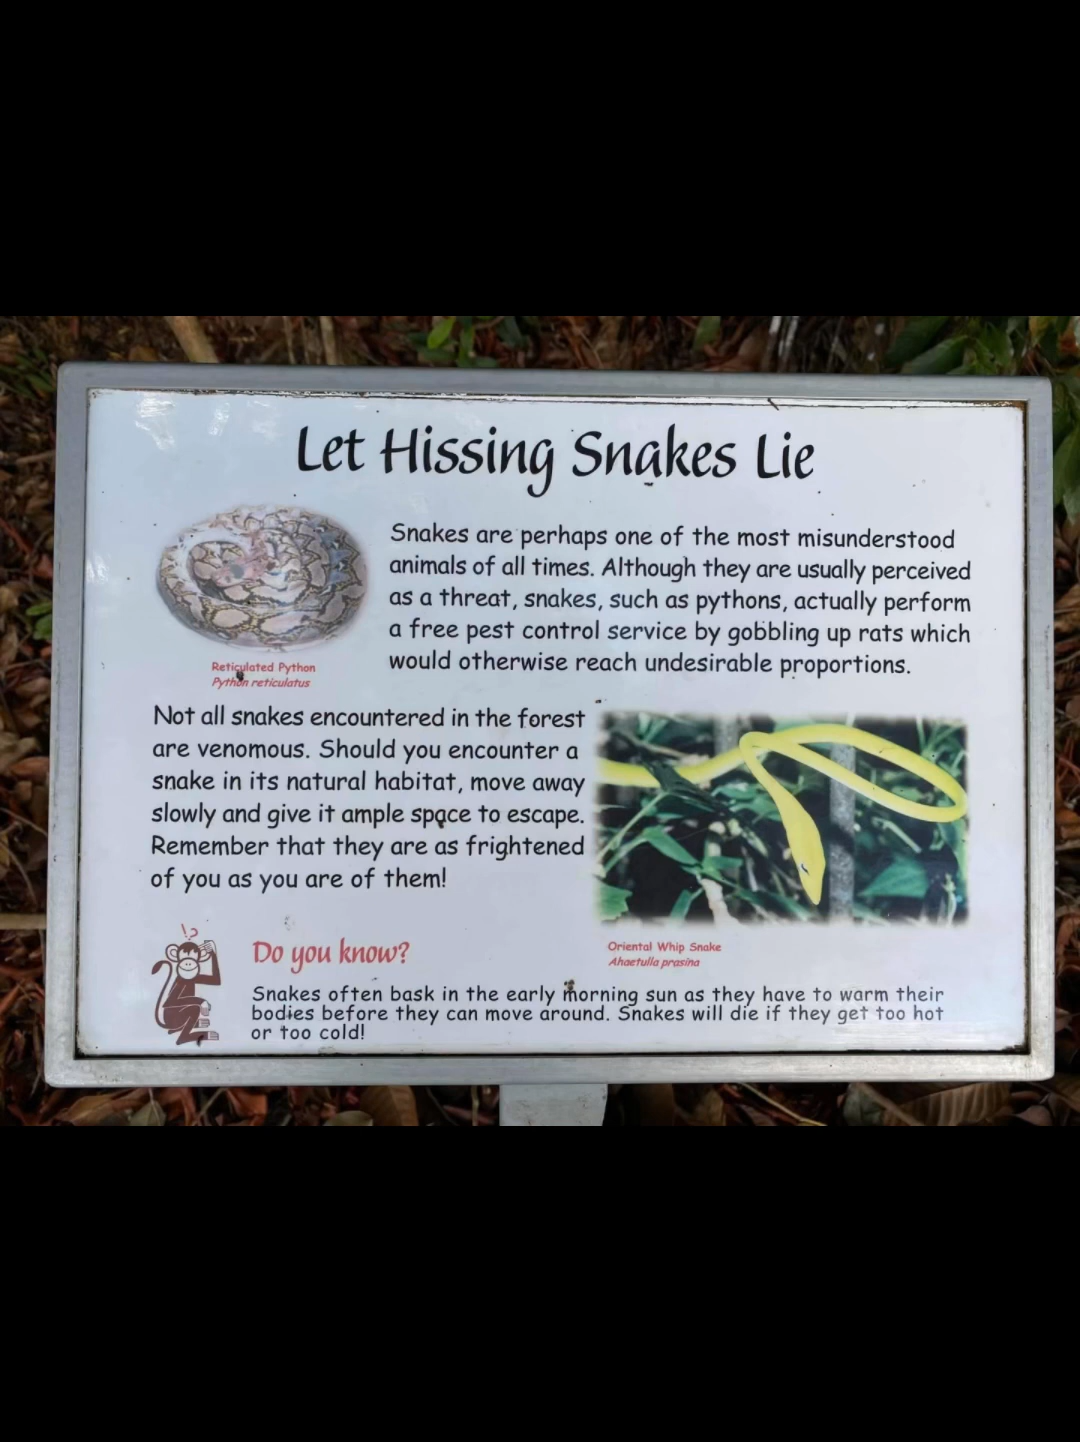 Let Hissing Snakes Lie
Snakes are perhaps one of the most misunderstood
animals of all times. Although they are usually perceived
as a threat, snakes, such as pythons, actually perform
a free pest control service by gobbling up rats which
would otherwise reach undesirable proportions.
Reticulated Python
Python reticulatus
Not all snakes encountered in the forest
are venomous. Should you encounter a
snake in its natural habitat, move away
slowly and give it ample space to escape.
Remember that they are as frightened
of you as you are of them!
Oriental Whip Snake
Ahaetulla prasina
!?
Do you know?
Snakes often bask in the early morning sun as they have to warm their
bodies before they can move around. Snakes will die if they get too hot
or too cold!